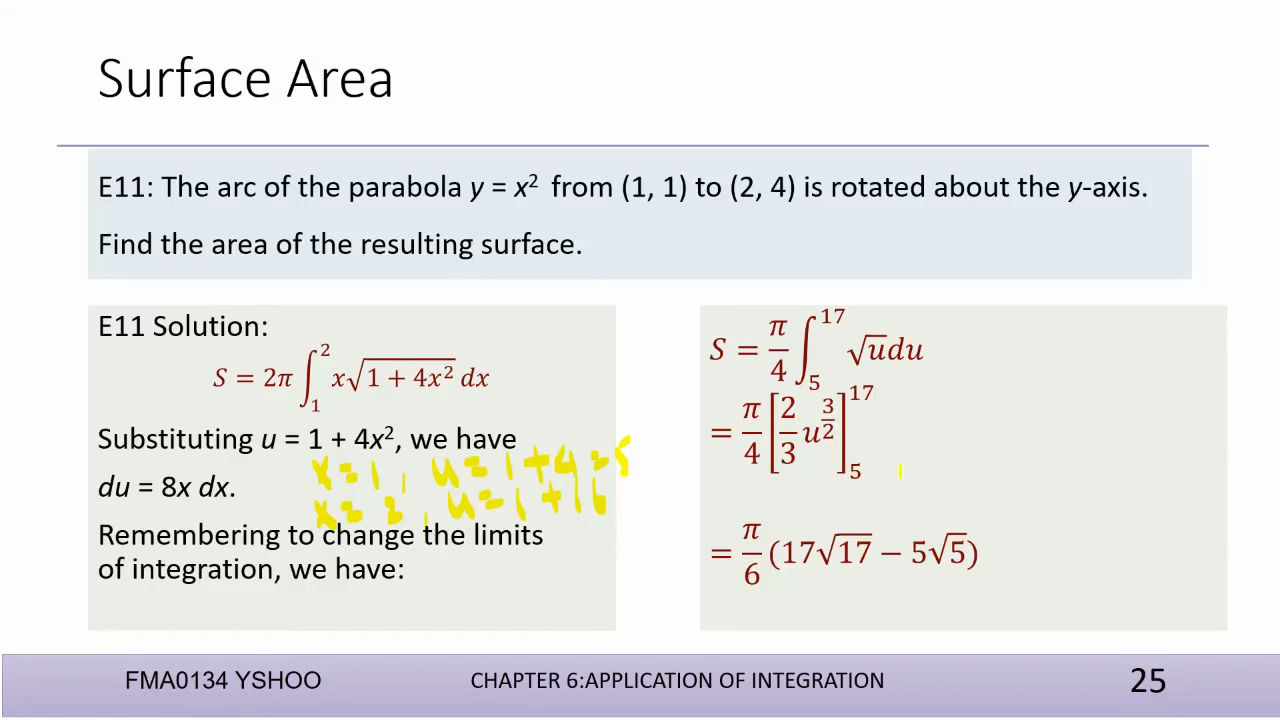 Surface Area
E11: The arc of the parabola y = x² from (1, 1) to (2, 4) is rotated about the y-axis.
Find the area of the resulting surface.
E11 Solution:
S = 2π ∫₁² x√(1 + 4x²) dx
Substituting u = 1 + 4x², we have
x = 1, u = 1 + 4 = 5
du = 8x dx.
x = 2, u = 1 + 16
Remembering to change the limits
of integration, we have:
S = π/4 ∫₅¹⁷ √u du
= π/4 [2/3 u^(3/2)]₅¹⁷
= π/6 (17√17 − 5√5)
FMA0134 YSHOO
CHAPTER 6:APPLICATION OF INTEGRATION
25